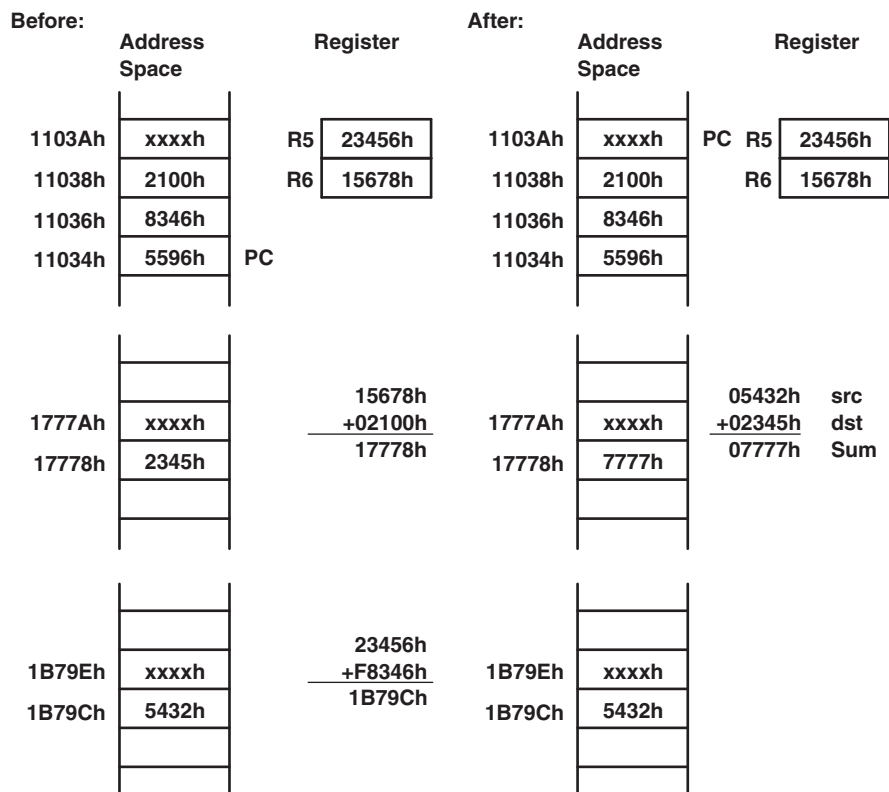 Before:
Address Space
Register
1103Ah xxxxh R5 23456h
11038h 2100h R6 15678h
11036h 8346h
11034h 5596h PC
1777Ah xxxxh
17778h 2345h
15678h
+02100h
17778h
1B79Eh xxxxh
1B79Ch 5432h
23456h
+F8346h
1B79Ch
After:
Address Space
Register
1103Ah xxxxh PC R5 23456h
11038h 2100h R6 15678h
11036h 8346h
11034h 5596h
1777Ah xxxxh
17778h 7777h
05432h src
+02345h dst
07777h Sum
1B79Eh xxxxh
1B79Ch 5432h